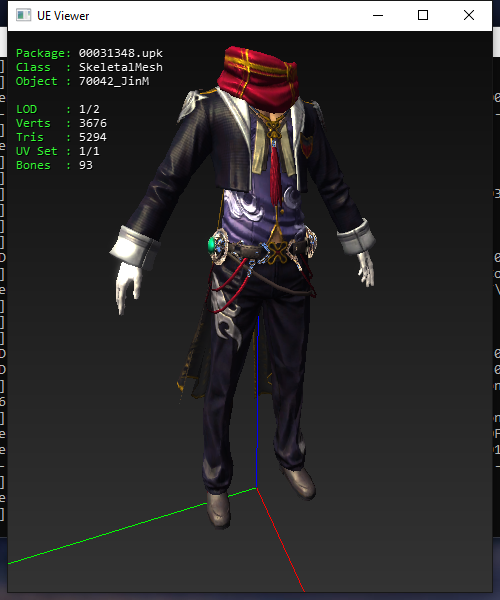 UE Viewer
Package: 00031348.upk
Class  : SkeletalMesh
Object : 70042_JinM
LOD    : 1/2
Verts  : 3676
Tris   : 5294
UV Set : 1/1
Bones  : 93